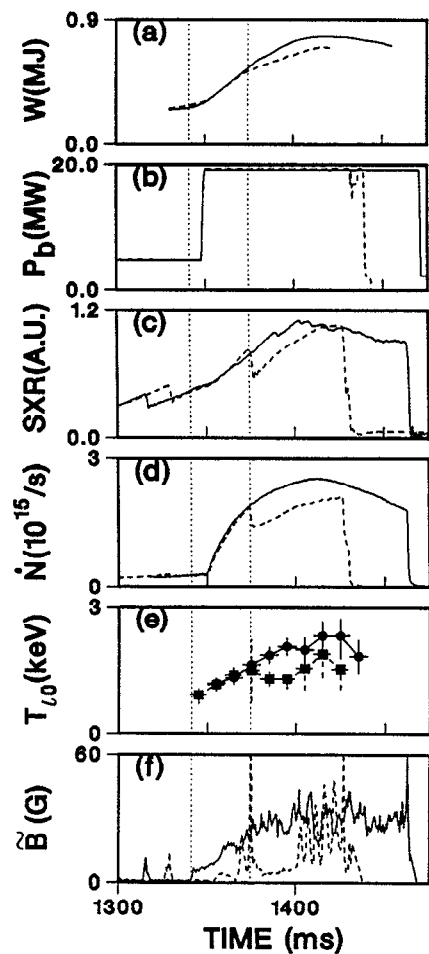 0.9
(a)
W(MJ)
0.0
20.0
(b)
P_b(MW)
0.0
1.2
(c)
SXR(A.U.)
0.0
3
(d)
Ṅ(10^15/s)
0
3
(e)
T_i0(keV)
0
60
(f)
B̃(G)
0
1300 1400
TIME (ms)